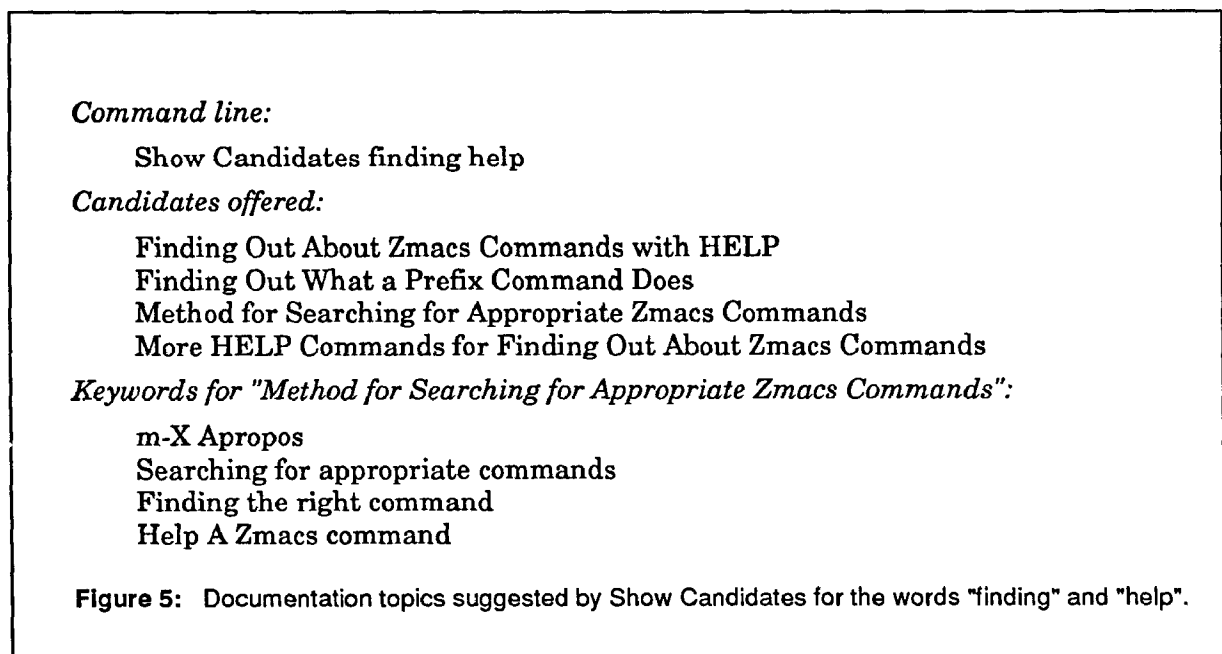 Command line:
Show Candidates finding help
Candidates offered:
Finding Out About Zmacs Commands with HELP
Finding Out What a Prefix Command Does
Method for Searching for Appropriate Zmacs Commands
More HELP Commands for Finding Out About Zmacs Commands
Keywords for "Method for Searching for Appropriate Zmacs Commands":
m-X Apropos
Searching for appropriate commands
Finding the right command
Help A Zmacs command
Figure 5: Documentation topics suggested by Show Candidates for the words "finding" and "help".